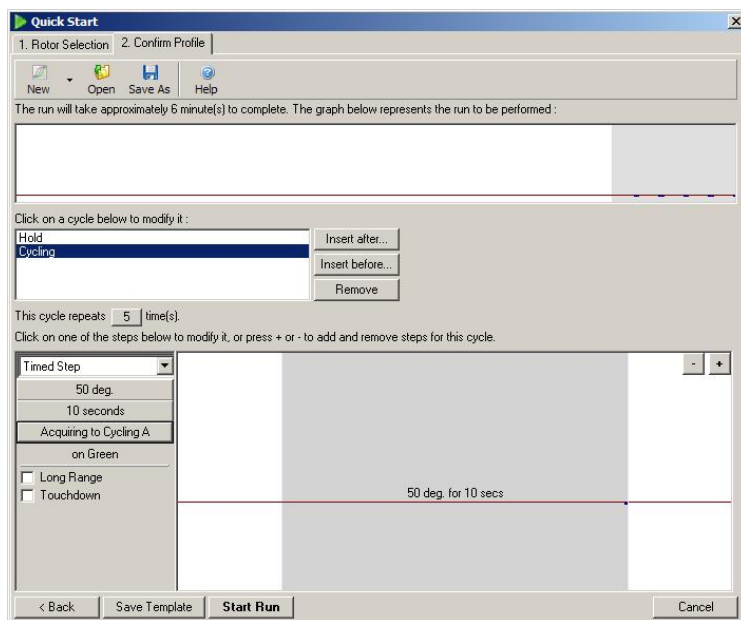 Quick Start
1. Rotor Selection 2. Confirm Profile
New Open Save As Help
The run will take approximately 6 minute(s) to complete. The graph below represents the run to be performed :
Click on a cycle below to modify it :
Hold
Cycling
Insert after...
Insert before...
Remove
This cycle repeats 5 time(s).
Click on one of the steps below to modify it, or press + or - to add and remove steps for this cycle.
Timed Step
- +
50 deg.
10 seconds
Acquiring to Cycling A
on Green
Long Range
Touchdown
50 deg. for 10 secs
< Back Save Template Start Run Cancel